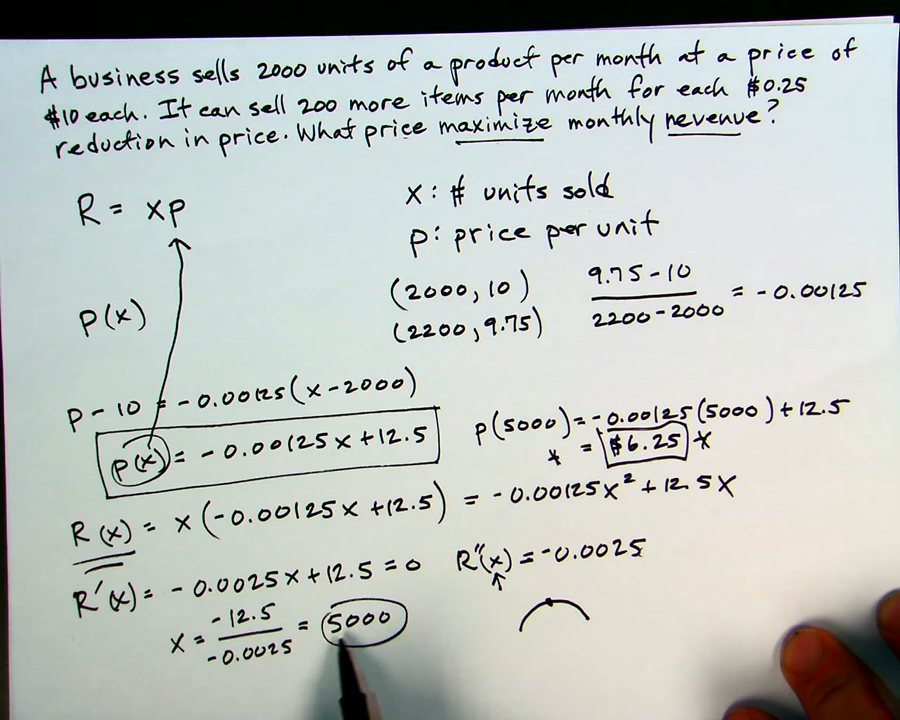 A business sells 2000 units of a product per month at a price of
$10 each. It can sell 200 more items per month for each $0.25
reduction in price. What price maximize monthly revenue?
R = xp
x: # units sold
p: price per unit
P(x)
(2000, 10)
(2200, 9.75)
9.75 - 10 / 2200 - 2000 = -0.00125
P - 10 = -0.00125(x-2000)
p(x) = -0.00125x + 12.5
p(5000) = -0.00125(5000) + 12.5
* = $6.25 *
R(x) = x(-0.00125x + 12.5) = -0.00125x² + 12.5x
R'(x) = -0.0025x + 12.5 = 0
R''(x) = -0.0025
x = -12.5 / -0.0025 = 5000